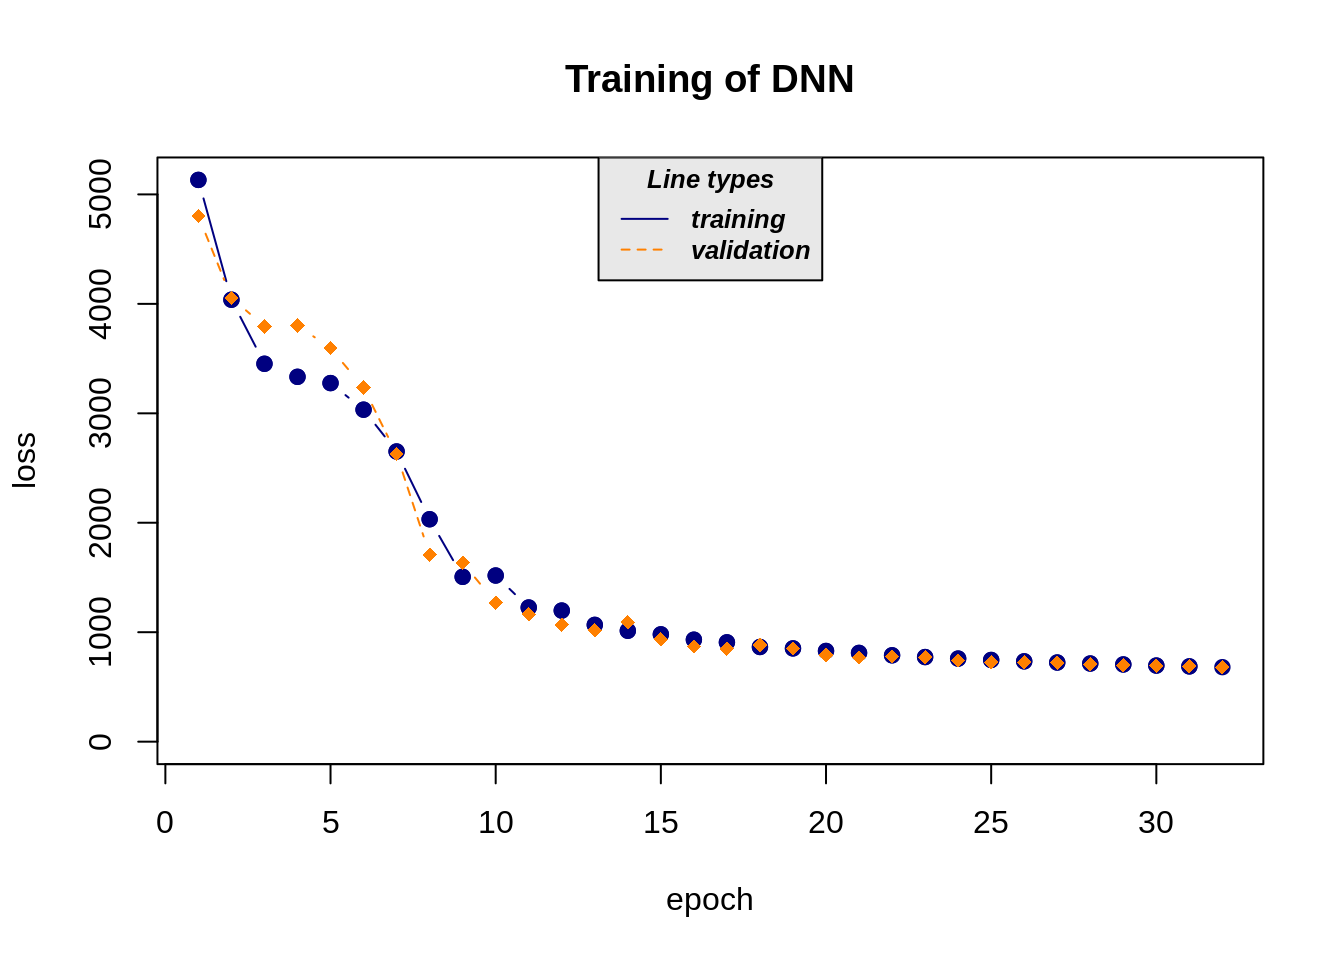 Training of DNN
Line types
training
validation
5000
4000
3000
2000
1000
0
loss
0 5 10 15 20 25 30
epoch